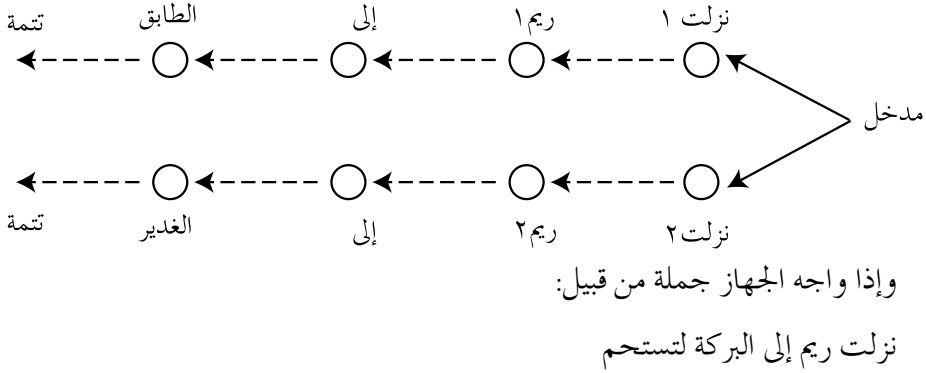 نزلت ١ ريم١ إلى الطابق تتمة
مدخل
نزلت٢ ريم٢ إلى الغدير تتمة
وإذا واجه الجهاز جملة من قبيل:
نزلت ريم إلى البركة لتستحم